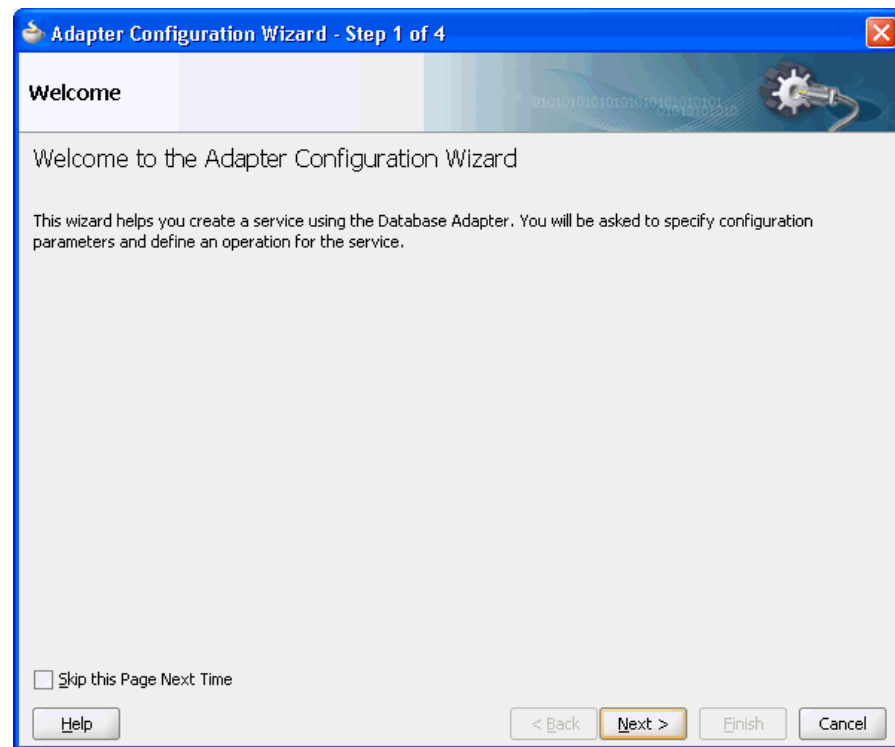 Adapter Configuration Wizard - Step 1 of 4
Welcome
Welcome to the Adapter Configuration Wizard
This wizard helps you create a service using the Database Adapter. You will be asked to specify configuration
parameters and define an operation for the service.
Skip this Page Next Time
Help
< Back
Next >
Finish
Cancel